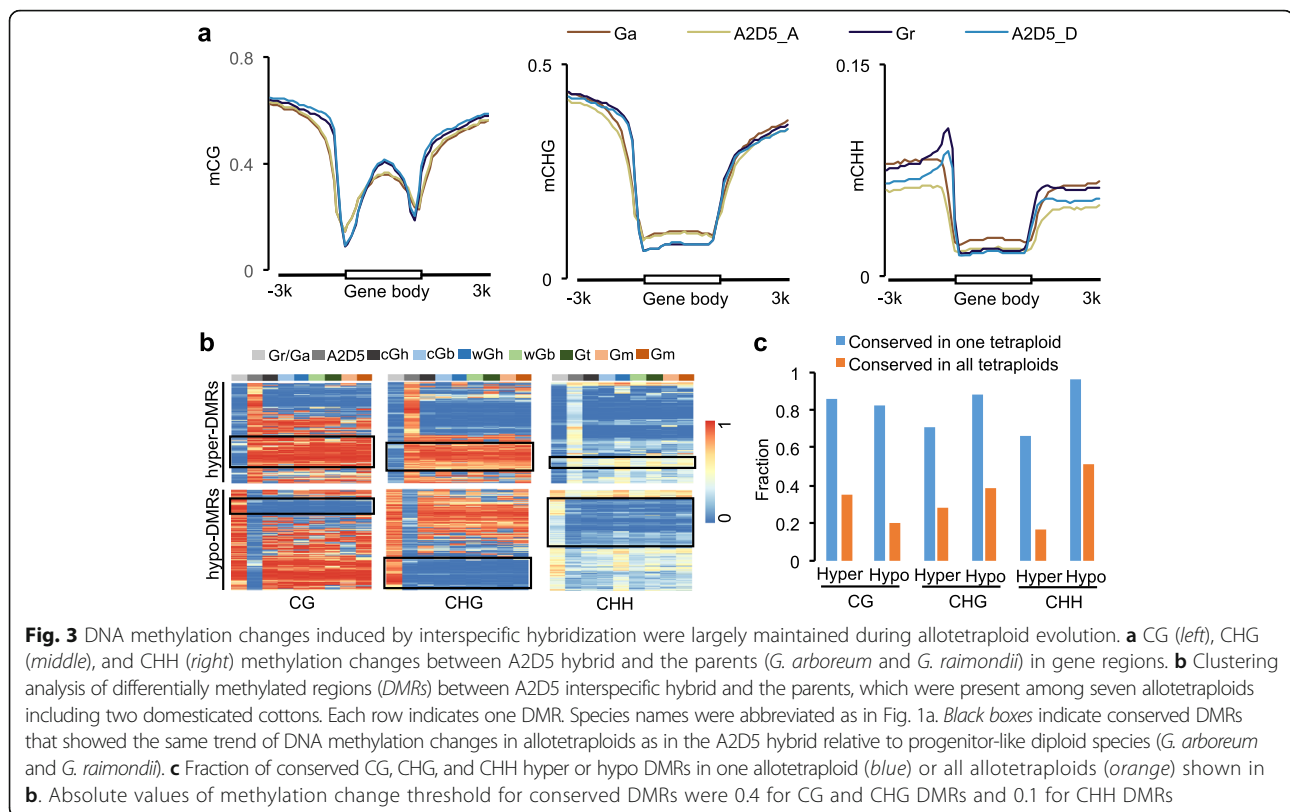 a
Ga A2D5_A Gr A2D5_D
0.8
0.4
0
mCG
-3k Gene body 3k
0.5
0
mCHG
-3k Gene body 3k
0.15
0
mCHH
-3k Gene body 3k
b
Gr/Ga A2D5 cGh cGb wGh wGb Gt Gm Gm
hyper-DMRs
hypo-DMRs
CG CHG CHH
1
0
c
Conserved in one tetraploid
Conserved in all tetraploids
1
0.8
0.6
0.4
0.2
0
Fraction
Hyper Hypo Hyper Hypo Hyper Hypo
CG CHG CHH
Fig. 3 DNA methylation changes induced by interspecific hybridization were largely maintained during allotetraploid evolution. a CG (left), CHG
(middle), and CHH (right) methylation changes between A2D5 hybrid and the parents (G. arboreum and G. raimondii) in gene regions. b Clustering
analysis of differentially methylated regions (DMRs) between A2D5 interspecific hybrid and the parents, which were present among seven allotetraploids
including two domesticated cottons. Each row indicates one DMR. Species names were abbreviated as in Fig. 1a. Black boxes indicate conserved DMRs
that showed the same trend of DNA methylation changes in allotetraploids as in the A2D5 hybrid relative to progenitor-like diploid species (G. arboreum
and G. raimondii). c Fraction of conserved CG, CHG, and CHH hyper or hypo DMRs in one allotetraploid (blue) or all allotetraploids (orange) shown in
b. Absolute values of methylation change threshold for conserved DMRs were 0.4 for CG and CHG DMRs and 0.1 for CHH DMRs